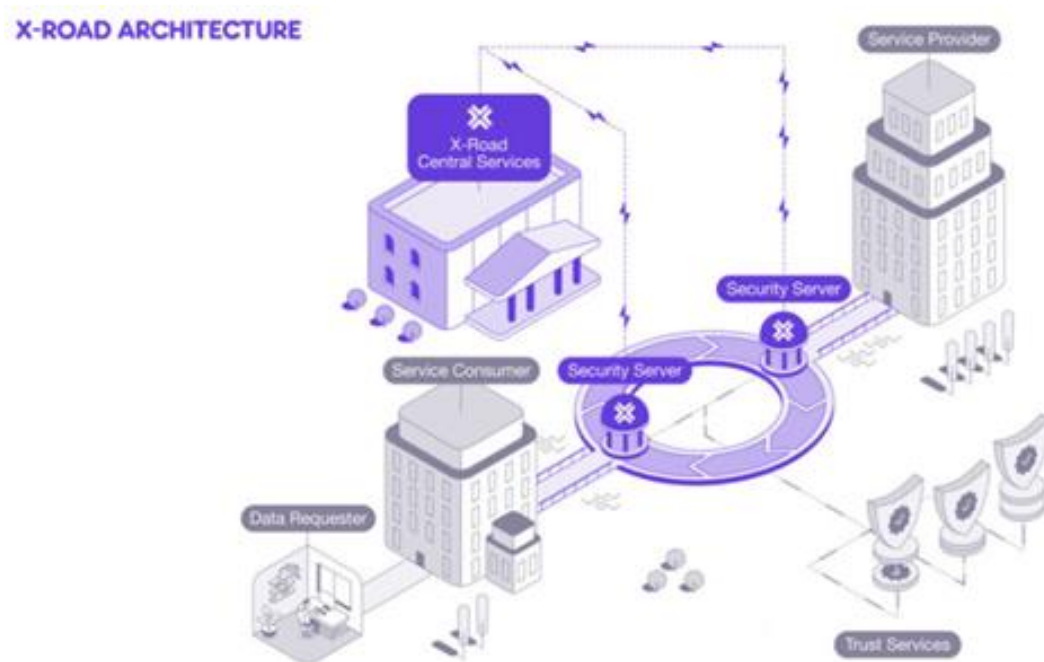 X-ROAD ARCHITECTURE
Service Provider
X-Road
Central Services
Security Server
Service Consumer
Security Server
Data Requester
Trust Services